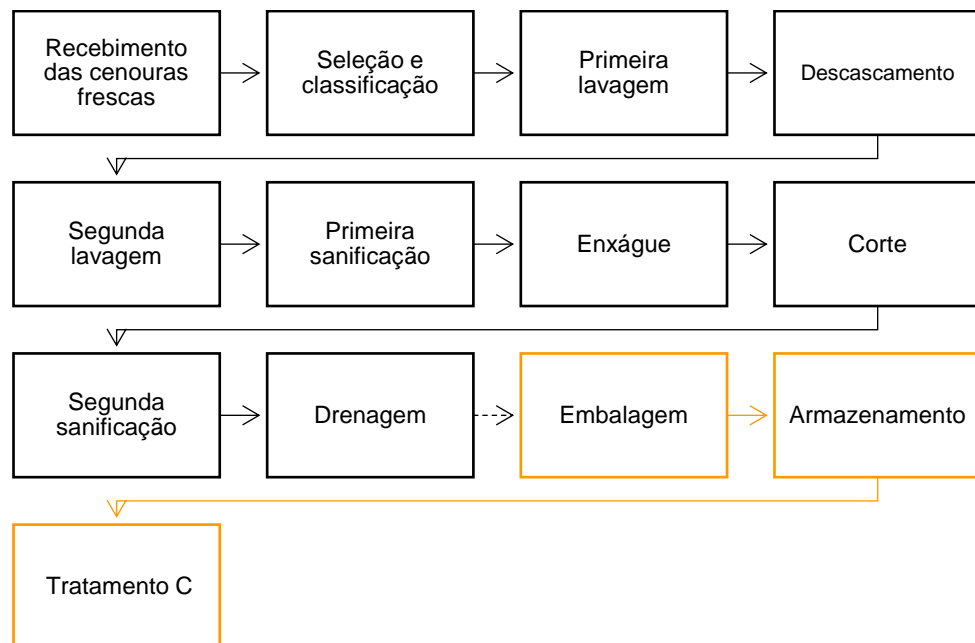 Recebimento
das cenouras
frescas
Seleção e
classificação
Primeira
lavagem
Descascamento
Segunda
lavagem
Primeira
sanificação
Enxágue
Corte
Segunda
sanificação
Drenagem
Embalagem
Armazenamento
Tratamento C